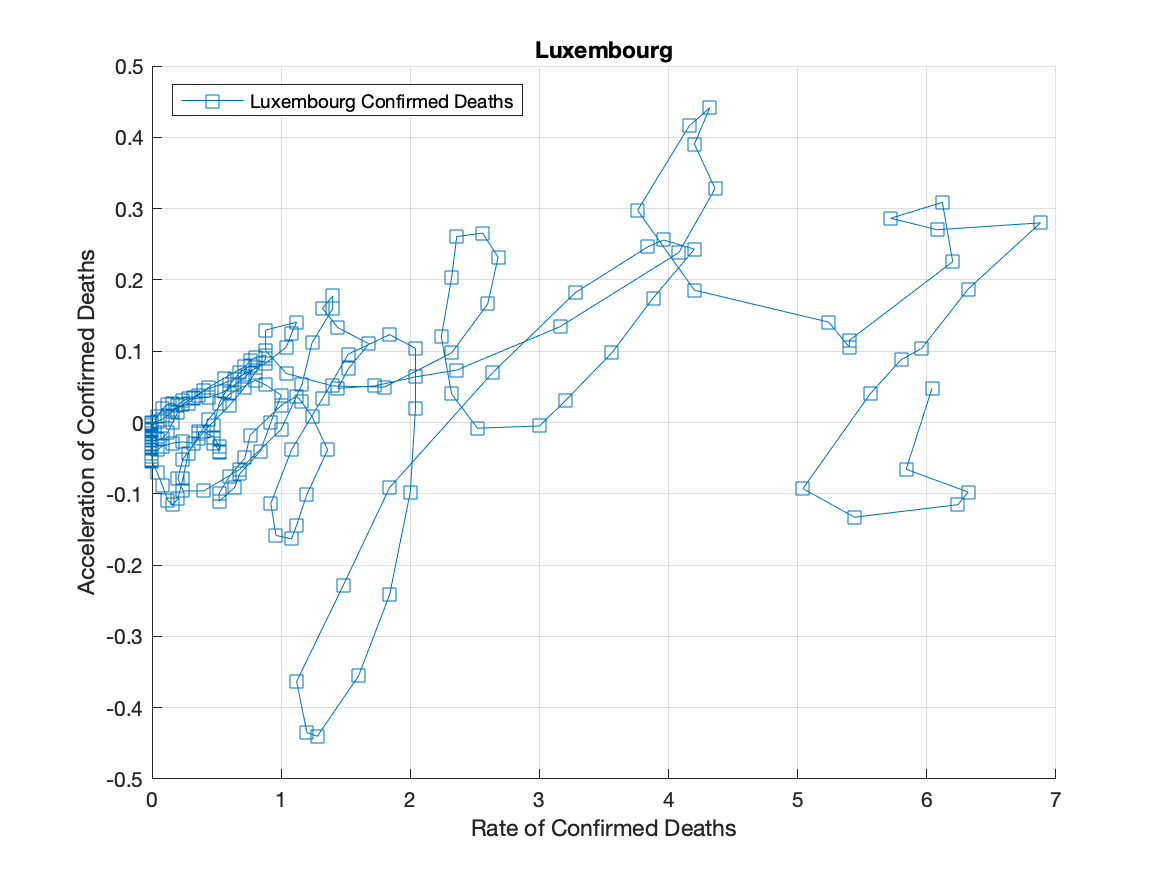 Luxembourg
Luxembourg Confirmed Deaths
0.5
0.4
0.3
0.2
0.1
0
-0.1
-0.2
-0.3
-0.4
-0.5
Acceleration of Confirmed Deaths
0 1 2 3 4 5 6 7
Rate of Confirmed Deaths